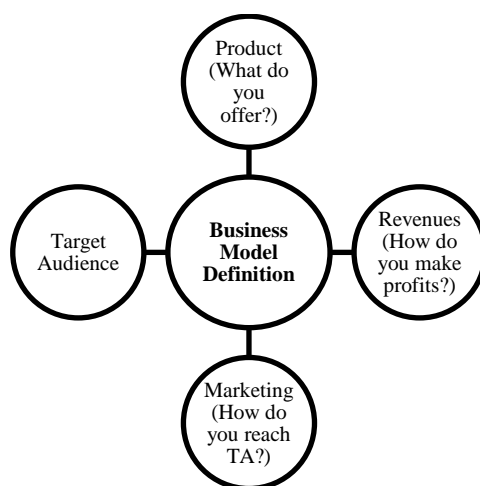 Product
(What do
you
offer?)
Target
Audience
Business
Model
Definition
Revenues
(How do
you make
profits?)
Marketing
(How do
you reach
TA?)